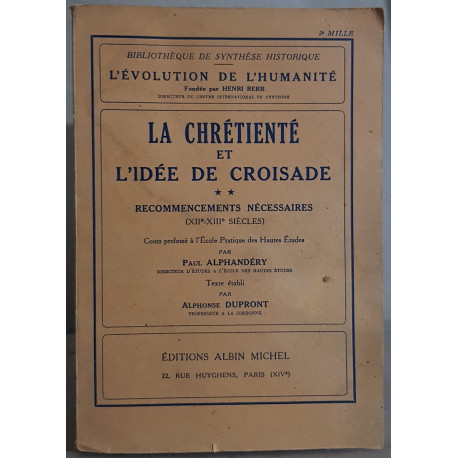 9e MILLE
BIBLIOTHÈQUE DE SYNTHÈSE HISTORIQUE
L'ÉVOLUTION DE L'HUMANITÉ
Fondée par HENRI BERR
DIRECTEUR DU CENTRE INTERNATIONAL DE SYNTHÈSE
LA CHRÉTIENTÉ
ET
L'IDÉE DE CROISADE
★ ★
RECOMMENCEMENTS NÉCESSAIRES
(XIIe-XIIIe SIÈCLES)
Cours professé à l'École Pratique des Hautes Études
PAR
PAUL ALPHANDÉRY
DIRECTEUR D'ÉTUDES A L'ÉCOLE DES HAUTES ÉTUDES
Texte établi
PAR
ALPHONSE DUPRONT
PROFESSEUR A LA SORBONNE
ÉDITIONS ALBIN MICHEL
22, RUE HUYGHENS, PARIS (XIVe)